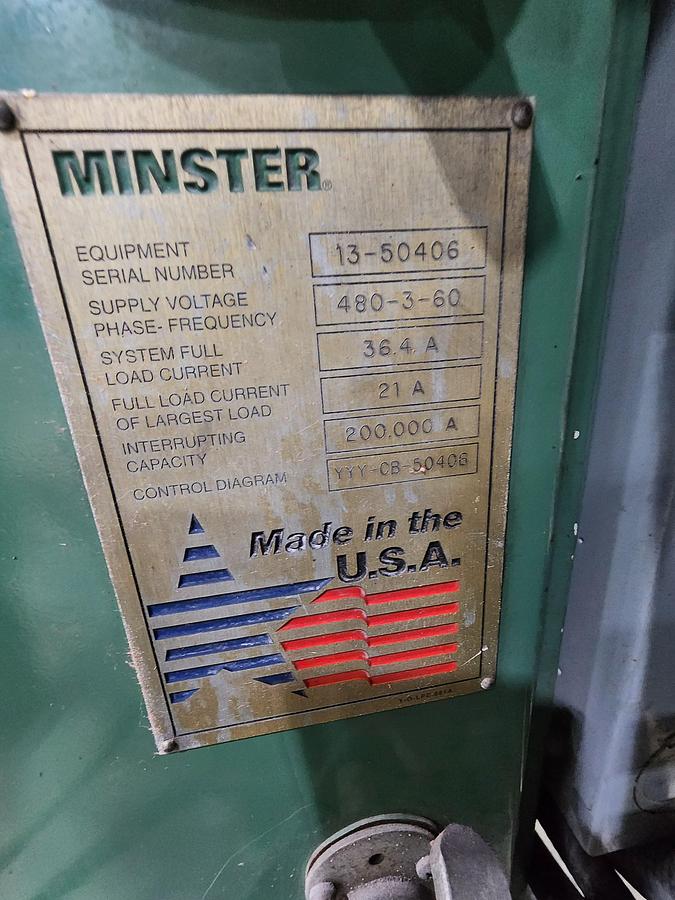 MINSTER®
EQUIPMENT
SERIAL NUMBER
13-50406
SUPPLY VOLTAGE
PHASE- FREQUENCY
480-3-60
SYSTEM FULL
LOAD CURRENT
36.4 A
FULL LOAD CURRENT
OF LARGEST LOAD
21 A
INTERRUPTING
CAPACITY
200.000 A
CONTROL DIAGRAM
YYY-CB-50406
Made in the
U.S.A.